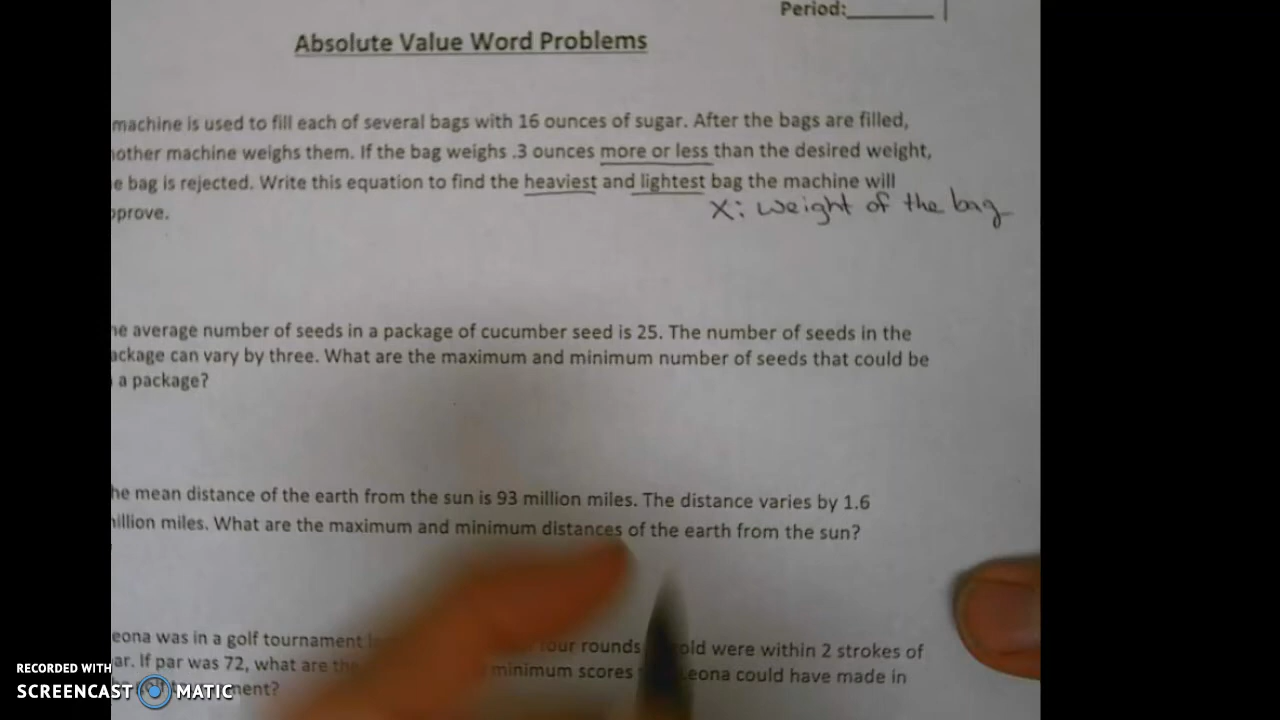 Period:_______
Absolute Value Word Problems
machine is used to fill each of several bags with 16 ounces of sugar. After the bags are filled,
other machine weighs them. If the bag weighs .3 ounces more or less than the desired weight,
e bag is rejected. Write this equation to find the heaviest and lightest bag the machine will
pprove.
X: weight of the bag
he average number of seeds in a package of cucumber seed is 25. The number of seeds in the
ackage can vary by three. What are the maximum and minimum number of seeds that could be
a package?
he mean distance of the earth from the sun is 93 million miles. The distance varies by 1.6
illion miles. What are the maximum and minimum distances of the earth from the sun?
eona was in a golf tournament four rounds old were within 2 strokes of
ar. If par was 72, what are the minimum scores eona could have made in
ment?
RECORDED WITH
SCREENCAST MATIC